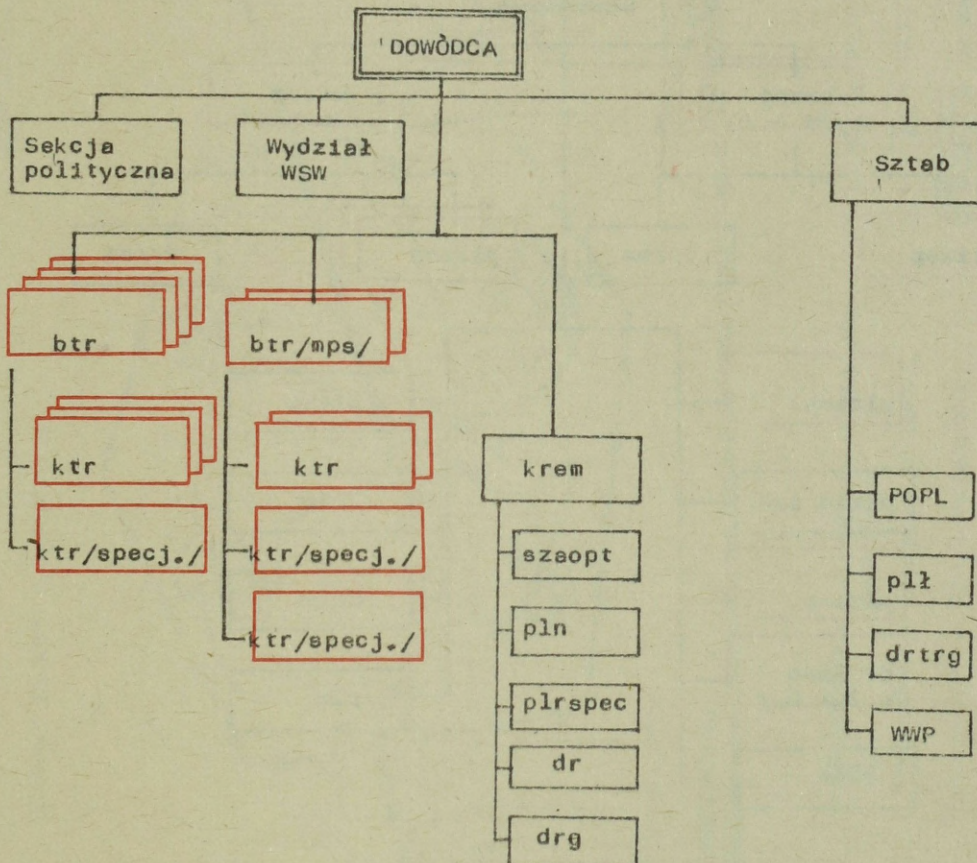 DOWÒDCA
Sekcja
polityczna
Wydział
WSW
Sztab
btr
ktr
ktr/specj./
btr/mps/
ktr
ktr/specj./
ktr/specj./
krem
szaopt
pln
plrspec
dr
drg
POPL
plł
drtrg
WWP